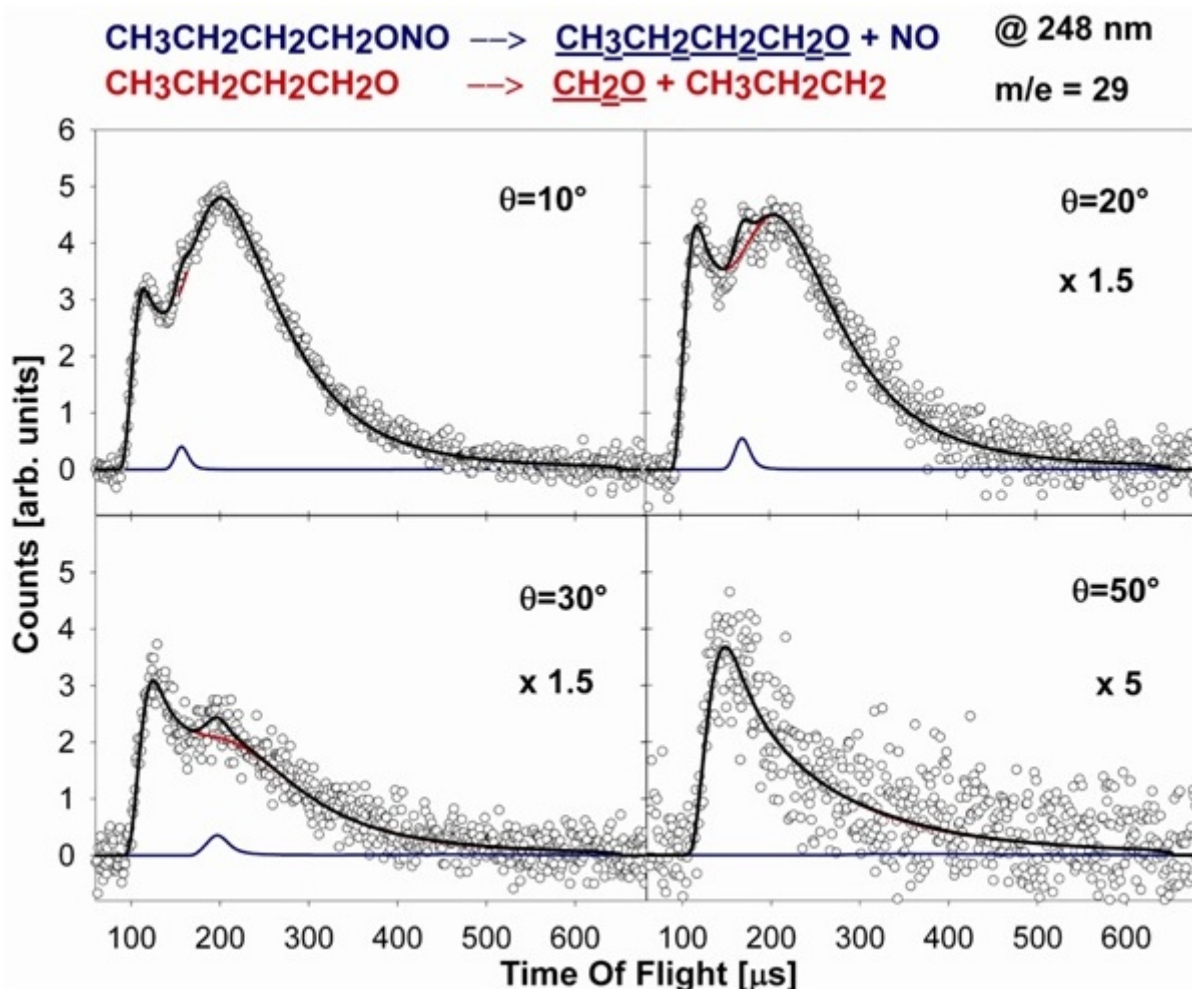 CH3CH2CH2CH2ONO —> CH3CH2CH2CH2O + NO @ 248 nm
CH3CH2CH2CH2O —> CH2O + CH3CH2CH2 m/e = 29
Counts [arb. units]
6
5
4
3
2
1
0
θ=10°
θ=20°
x 1.5
5
4
3
2
1
0
θ=30°
x 1.5
θ=50°
x 5
100 200 300 400 500 600 100 200 300 400 500 600
Time Of Flight [μs]